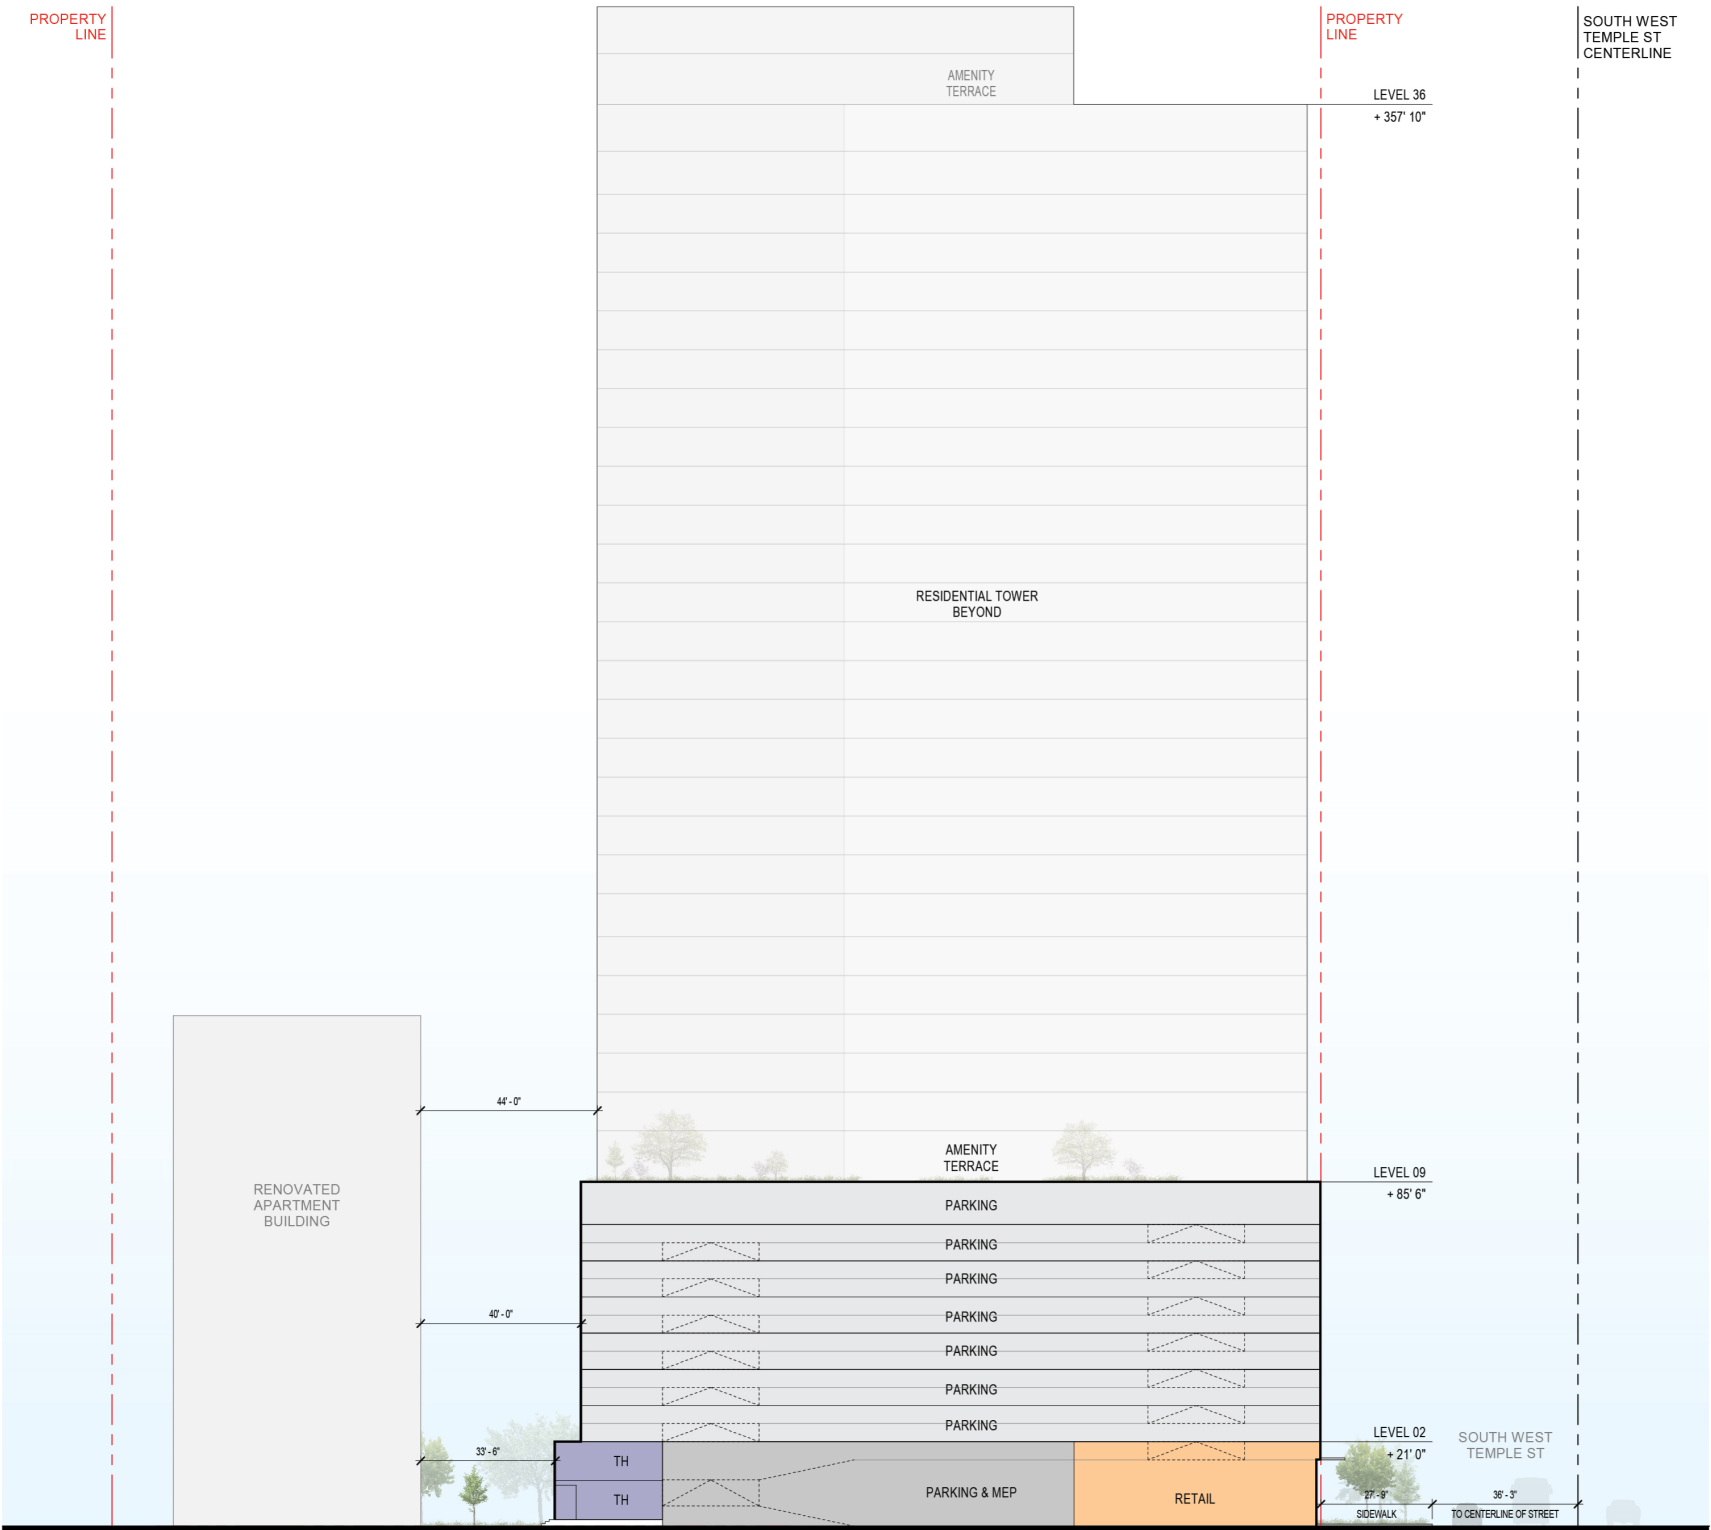 PROPERTY
LINE
PROPERTY
LINE
SOUTH WEST
TEMPLE ST
CENTERLINE
AMENITY
TERRACE
LEVEL 36
+ 357' 10"
RESIDENTIAL TOWER
BEYOND
44' - 0"
AMENITY
TERRACE
LEVEL 09
+ 85' 6"
RENOVATED
APARTMENT
BUILDING
PARKING
PARKING
PARKING
40' - 0"
PARKING
PARKING
PARKING
PARKING
LEVEL 02
+ 21' 0"
SOUTH WEST
TEMPLE ST
33' - 6"
TH
TH
PARKING & MEP
RETAIL
27' - 9"
SIDEWALK
36' - 3"
TO CENTERLINE OF STREET